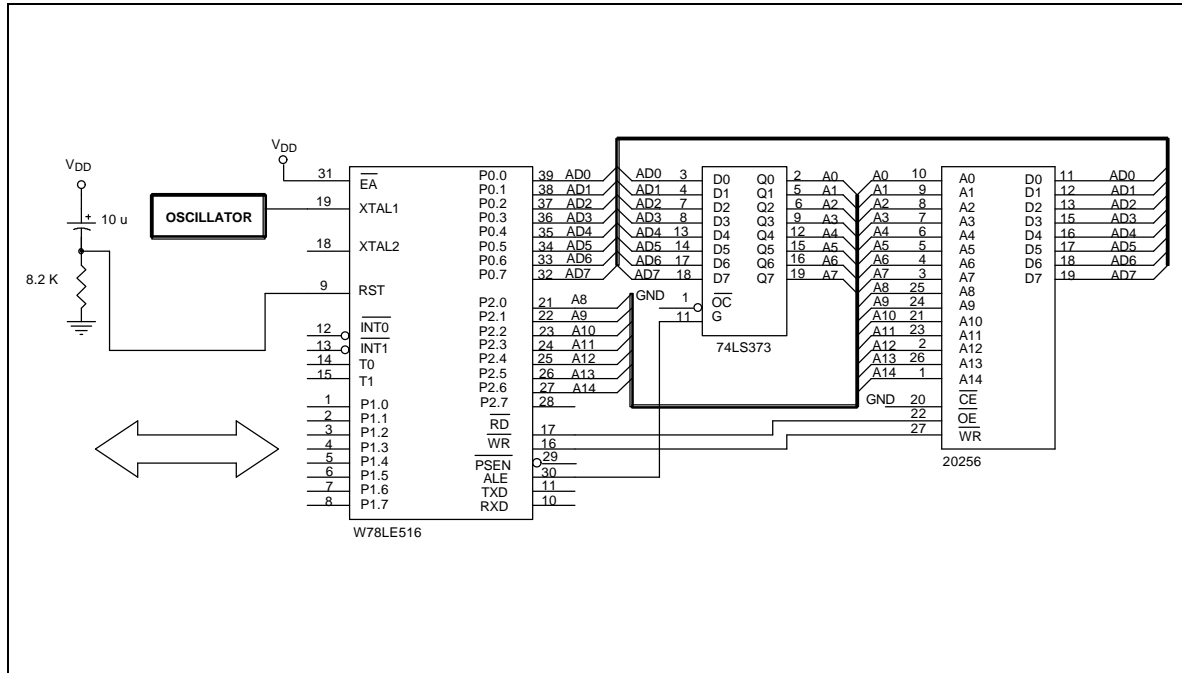 VDD
10 u
8.2 K
OSCILLATOR
VDD
31 EA
19 XTAL1
18 XTAL2
9 RST
12 INT0
13 INT1
14 T0
15 T1
1 P1.0
2 P1.1
3 P1.2
4 P1.3
5 P1.4
6 P1.5
7 P1.6
8 P1.7
P0.0 39 AD0
P0.1 38 AD1
P0.2 37 AD2
P0.3 36 AD3
P0.4 35 AD4
P0.5 34 AD5
P0.6 33 AD6
P0.7 32 AD7
P2.0 21 A8
P2.1 22 A9
P2.2 23 A10
P2.3 24 A11
P2.4 25 A12
P2.5 26 A13
P2.6 27 A14
P2.7 28
RD 17
WR 16
PSEN 29
ALE 30
TXD 11
RXD 10
W78LE516
AD0 3 D0 Q0 2 A0
AD1 4 D1 Q1 5 A1
AD2 7 D2 Q2 6 A2
AD3 8 D3 Q3 9 A3
AD4 13 D4 Q4 12 A4
AD5 14 D5 Q5 15 A5
AD6 17 D6 Q6 16 A6
AD7 18 D7 Q7 19 A7
GND 1 OC
11 G
74LS373
A0 10 A0 D0 11 AD0
A1 9 A1 D1 12 AD1
A2 8 A2 D2 13 AD2
A3 7 A3 D3 15 AD3
A4 6 A4 D4 16 AD4
A5 5 A5 D5 17 AD5
A6 4 A6 D6 18 AD6
A7 3 A7 D7 19 AD7
A8 25 A8
A9 24 A9
A10 21 A10
A11 23 A11
A12 2 A12
A13 26 A13
A14 1 A14
GND 20 CE
22 OE
27 WR
20256